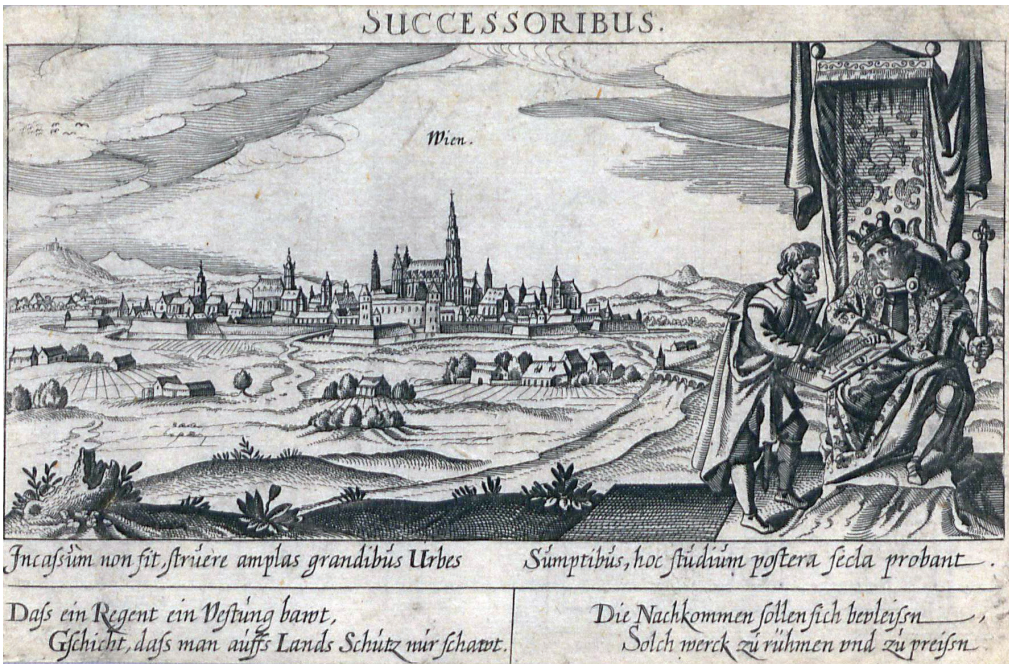 SUCCESSORIBUS.
Wien.
Incaſsum non fit, ſtruere amplas grandibus Urbes
Sumptibus, hoc ſtudium poſtera ſecla probant.
Daſs ein Regent ein Veſtung bawt,
Gſchicht, daſs man auffs Lands Schutz nur ſchawt.
Die Nachkommen ſollen ſich bevleiſsn,
Solch werck zu rühmen vnd zu preiſsn